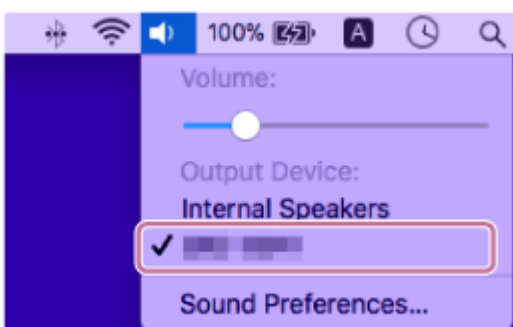 100% A
Volume:
Output Device:
Internal Speakers
Sound Preferences...